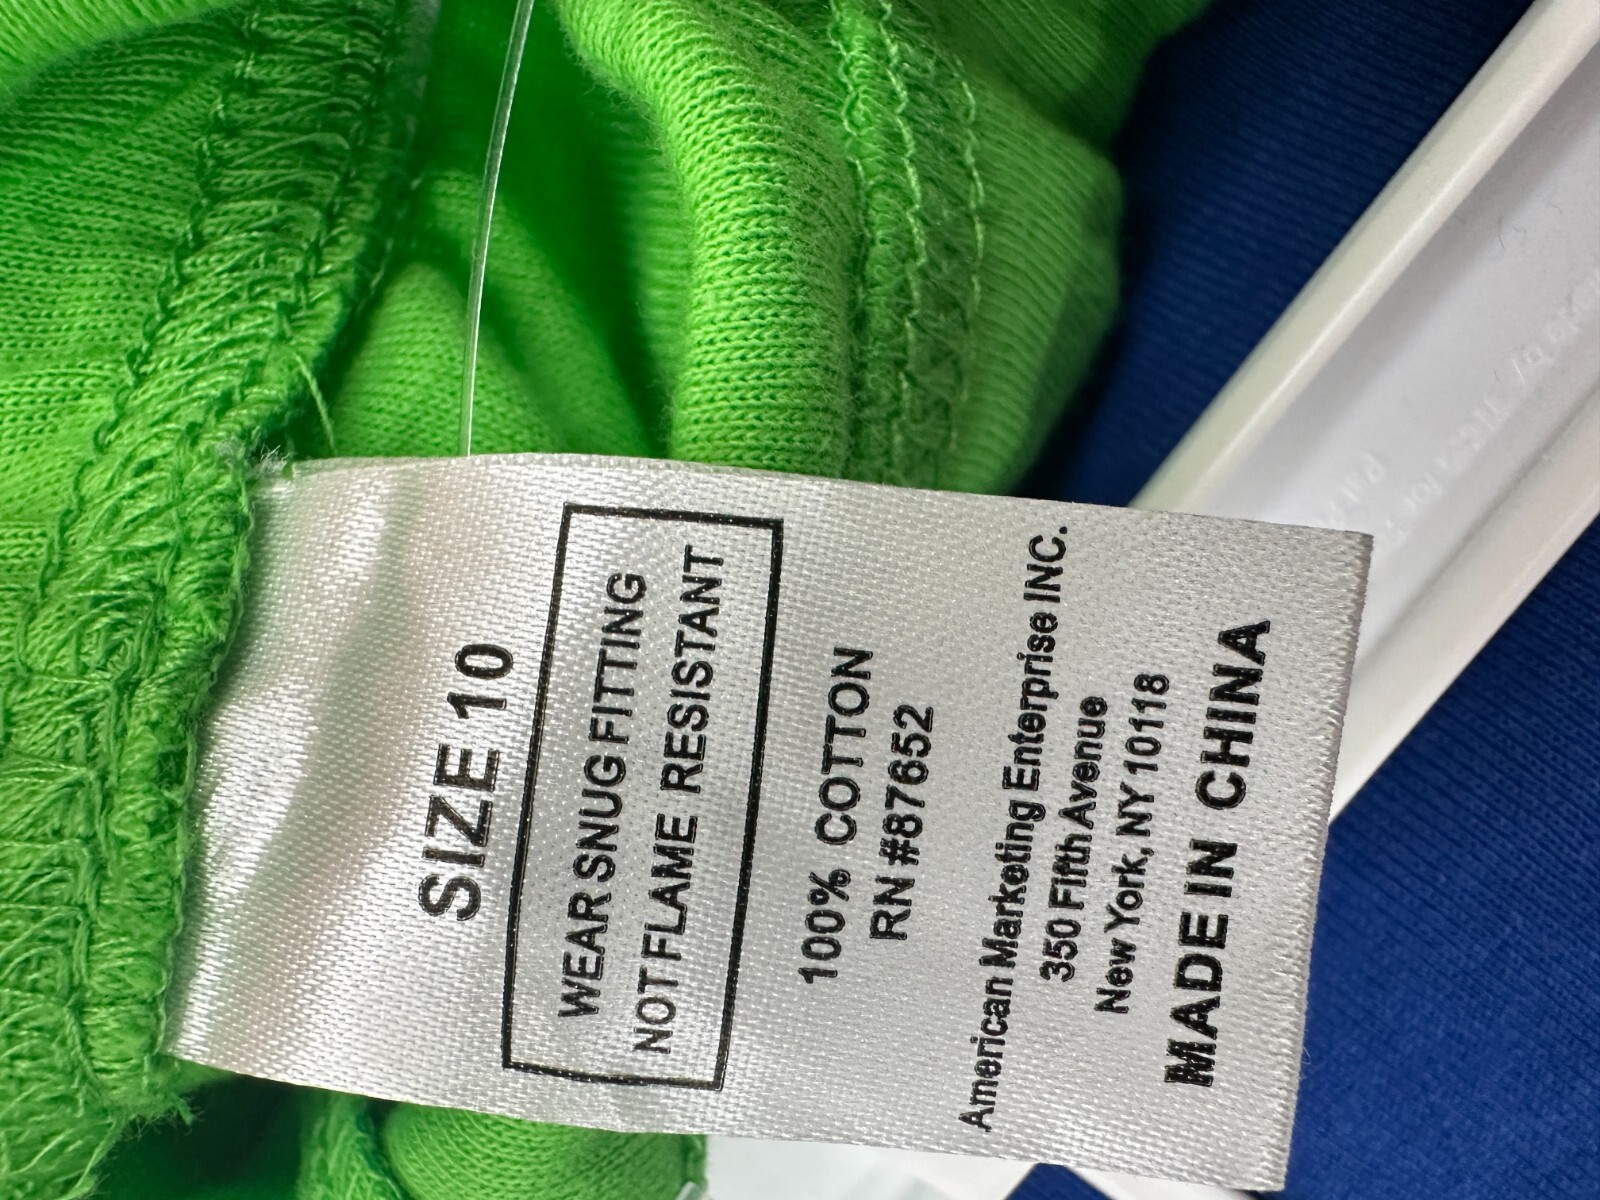 SIZE 10
WEAR SNUG FITTING
NOT FLAME RESISTANT
100% COTTON
RN #87652
American Marketing Enterprise INC.
350 Fifth Avenue
New York, NY 10118
MADE IN CHINA